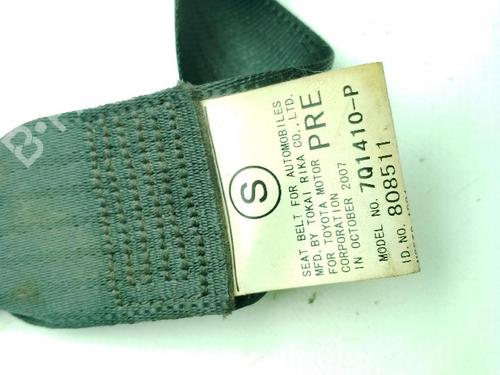 S
SEAT BELT FOR AUTOMOBILES
MFD. BY TOKAI RIKA CO., LTD.
FOR TOYOTA MOTOR PRE
CORPORATION
IN OCTOBER 2007
MODEL NO. 7Q1410-P
ID.NO. 808511